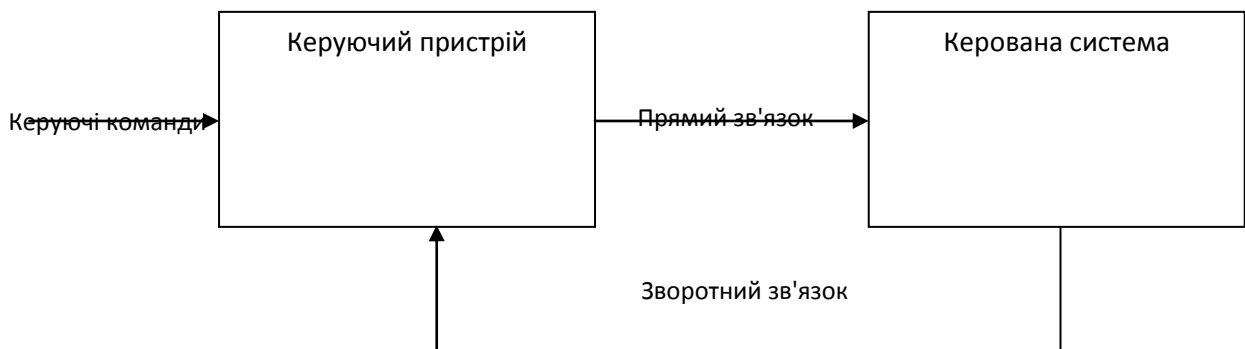 Керуючий пристрій
Керована система
Керуючі команди
Прямий зв'язок
Зворотний зв'язок